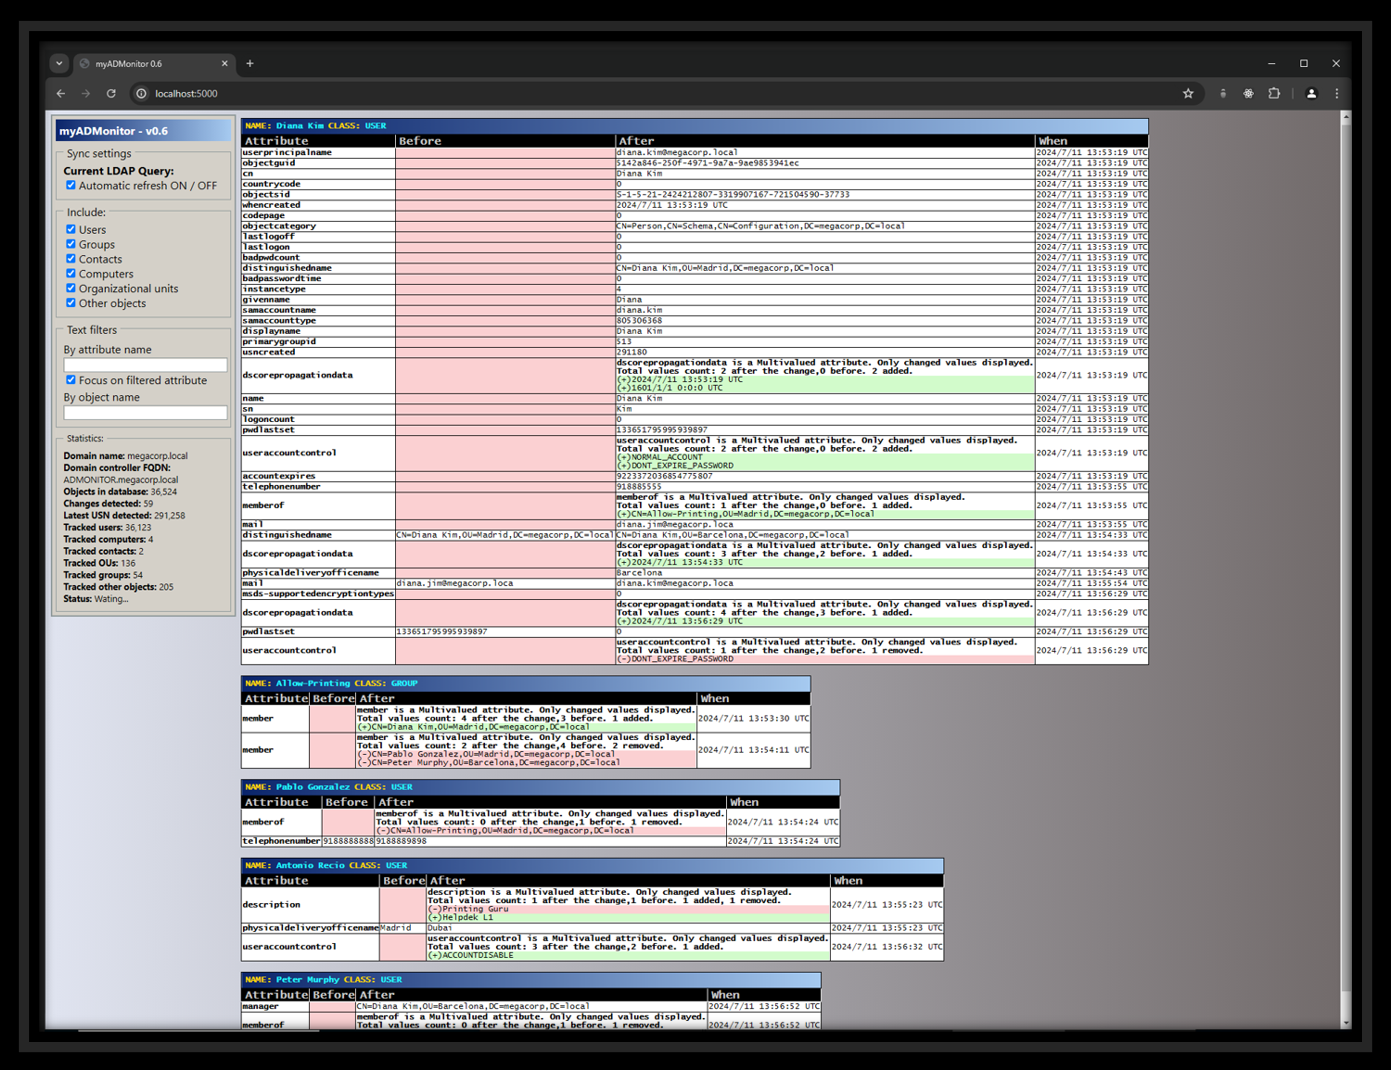 myADMonitor 0.6
localhost:5000
myADMonitor - v0.6
Sync settings
Current LDAP Query:
Automatic refresh ON / OFF
Include:
Users
Groups
Contacts
Computers
Organizational units
Other objects
Text filters
By attribute name
Focus on filtered attribute
By object name
Statistics:
Domain name: megacorp.local
Domain controller FQDN:
ADMONITOR.megacorp.local
Objects in database: 36,524
Changes detected: 59
Latest USN detected: 291,258
Tracked users: 36,123
Tracked computers: 4
Tracked contacts: 2
Tracked OUs: 136
Tracked groups: 54
Tracked other objects: 205
Status: Wating...
NAME: Diana Kim CLASS: USER
Attribute Before After When
userprincipalname diana.kim@megacorp.local 2024/7/11 13:53:19 UTC
objectguid 5142a846-250f-4971-9a7a-9ae9853941ec 2024/7/11 13:53:19 UTC
cn Diana Kim 2024/7/11 13:53:19 UTC
countrycode 0 2024/7/11 13:53:19 UTC
objectsid S-1-5-21-2424212807-3319907167-721504590-37733 2024/7/11 13:53:19 UTC
whencreated 2024/7/11 13:53:19 UTC 2024/7/11 13:53:19 UTC
codepage 0 2024/7/11 13:53:19 UTC
objectcategory CN=Person,CN=Schema,CN=Configuration,DC=megacorp,DC=local 2024/7/11 13:53:19 UTC
lastlogoff 0 2024/7/11 13:53:19 UTC
lastlogon 0 2024/7/11 13:53:19 UTC
badpwdcount 0 2024/7/11 13:53:19 UTC
distinguishedname CN=Diana Kim,OU=Madrid,DC=megacorp,DC=local 2024/7/11 13:53:19 UTC
badpasswordtime 0 2024/7/11 13:53:19 UTC
instancetype 4 2024/7/11 13:53:19 UTC
givenname Diana 2024/7/11 13:53:19 UTC
samaccountname diana.kim 2024/7/11 13:53:19 UTC
samaccounttype 805306368 2024/7/11 13:53:19 UTC
displayname Diana Kim 2024/7/11 13:53:19 UTC
primarygroupid 513 2024/7/11 13:53:19 UTC
usncreated 291180 2024/7/11 13:53:19 UTC
dscorepropagationdata is a Multivalued attribute. Only changed values displayed.
Total values count: 2 after the change,0 before. 2 added.
dscorepropagationdata 2024/7/11 13:53:19 UTC
(+)2024/7/11 13:53:19 UTC
(+)1601/1/1 0:0:0 UTC
name Diana Kim 2024/7/11 13:53:19 UTC
sn Kim 2024/7/11 13:53:19 UTC
logoncount 0 2024/7/11 13:53:19 UTC
pwdlastset 133651795995939897 2024/7/11 13:53:19 UTC
useraccountcontrol is a Multivalued attribute. Only changed values displayed.
Total values count: 2 after the change,0 before. 2 added.
useraccountcontrol 2024/7/11 13:53:19 UTC
(+)NORMAL_ACCOUNT
(+)DONT_EXPIRE_PASSWORD
accountexpires 9223372036854775807 2024/7/11 13:53:19 UTC
telephonenumber 918885555 2024/7/11 13:53:55 UTC
memberof is a Multivalued attribute. Only changed values displayed.
memberof Total values count: 1 after the change,0 before. 1 added. 2024/7/11 13:53:55 UTC
(+)CN=Allow-Printing,OU=Madrid,DC=megacorp,DC=local
mail diana.jim@megacorp.loca 2024/7/11 13:53:55 UTC
distinguishedname CN=Diana Kim,OU=Madrid,DC=megacorp,DC=local CN=Diana Kim,OU=Barcelona,DC=megacorp,DC=local 2024/7/11 13:54:33 UTC
dscorepropagationdata is a Multivalued attribute. Only changed values displayed.
dscorepropagationdata Total values count: 3 after the change,2 before. 1 added. 2024/7/11 13:54:33 UTC
(+)2024/7/11 13:54:33 UTC
physicaldeliveryofficename Barcelona 2024/7/11 13:54:43 UTC
mail diana.jim@megacorp.loca diana.kim@megacorp.loca 2024/7/11 13:55:54 UTC
msds-supportedencryptiontypes 0 2024/7/11 13:56:29 UTC
dscorepropagationdata is a Multivalued attribute. Only changed values displayed.
dscorepropagationdata Total values count: 4 after the change,3 before. 1 added. 2024/7/11 13:56:29 UTC
(+)2024/7/11 13:56:29 UTC
pwdlastset 133651795995939897 0 2024/7/11 13:56:29 UTC
useraccountcontrol is a Multivalued attribute. Only changed values displayed.
useraccountcontrol Total values count: 1 after the change,2 before. 1 removed. 2024/7/11 13:56:29 UTC
(-)DONT_EXPIRE_PASSWORD
NAME: Allow-Printing CLASS: GROUP
Attribute Before After When
member is a Multivalued attribute. Only changed values displayed.
member Total values count: 4 after the change,3 before. 1 added. 2024/7/11 13:53:30 UTC
(+)CN=Diana Kim,OU=Madrid,DC=megacorp,DC=local
member is a Multivalued attribute. Only changed values displayed.
member Total values count: 2 after the change,4 before. 2 removed. 2024/7/11 13:54:11 UTC
(-)CN=Pablo Gonzalez,OU=Madrid,DC=megacorp,DC=local
(-)CN=Peter Murphy,OU=Barcelona,DC=megacorp,DC=local
NAME: Pablo Gonzalez CLASS: USER
Attribute Before After When
memberof is a Multivalued attribute. Only changed values displayed.
memberof Total values count: 0 after the change,1 before. 1 removed. 2024/7/11 13:54:24 UTC
(-)CN=Allow-Printing,OU=Madrid,DC=megacorp,DC=local
telephonenumber 9188888888 9188889898 2024/7/11 13:54:24 UTC
NAME: Antonio Recio CLASS: USER
Attribute Before After When
description is a Multivalued attribute. Only changed values displayed.
Total values count: 1 after the change,1 before. 1 added, 1 removed.
description 2024/7/11 13:55:23 UTC
(-)Printing Guru
(+)Helpdek L1
physicaldeliveryofficename Madrid Dubai 2024/7/11 13:55:23 UTC
useraccountcontrol is a Multivalued attribute. Only changed values displayed.
useraccountcontrol Total values count: 3 after the change,2 before. 1 added. 2024/7/11 13:56:32 UTC
(+)ACCOUNTDISABLE
NAME: Peter Murphy CLASS: USER
Attribute Before After When
manager CN=Diana Kim,OU=Barcelona,DC=megacorp,DC=local 2024/7/11 13:56:52 UTC
memberof is a Multivalued attribute. Only changed values displayed.
memberof Total values count: 0 after the change,1 before. 1 removed. 2024/7/11 13:56:52 UTC